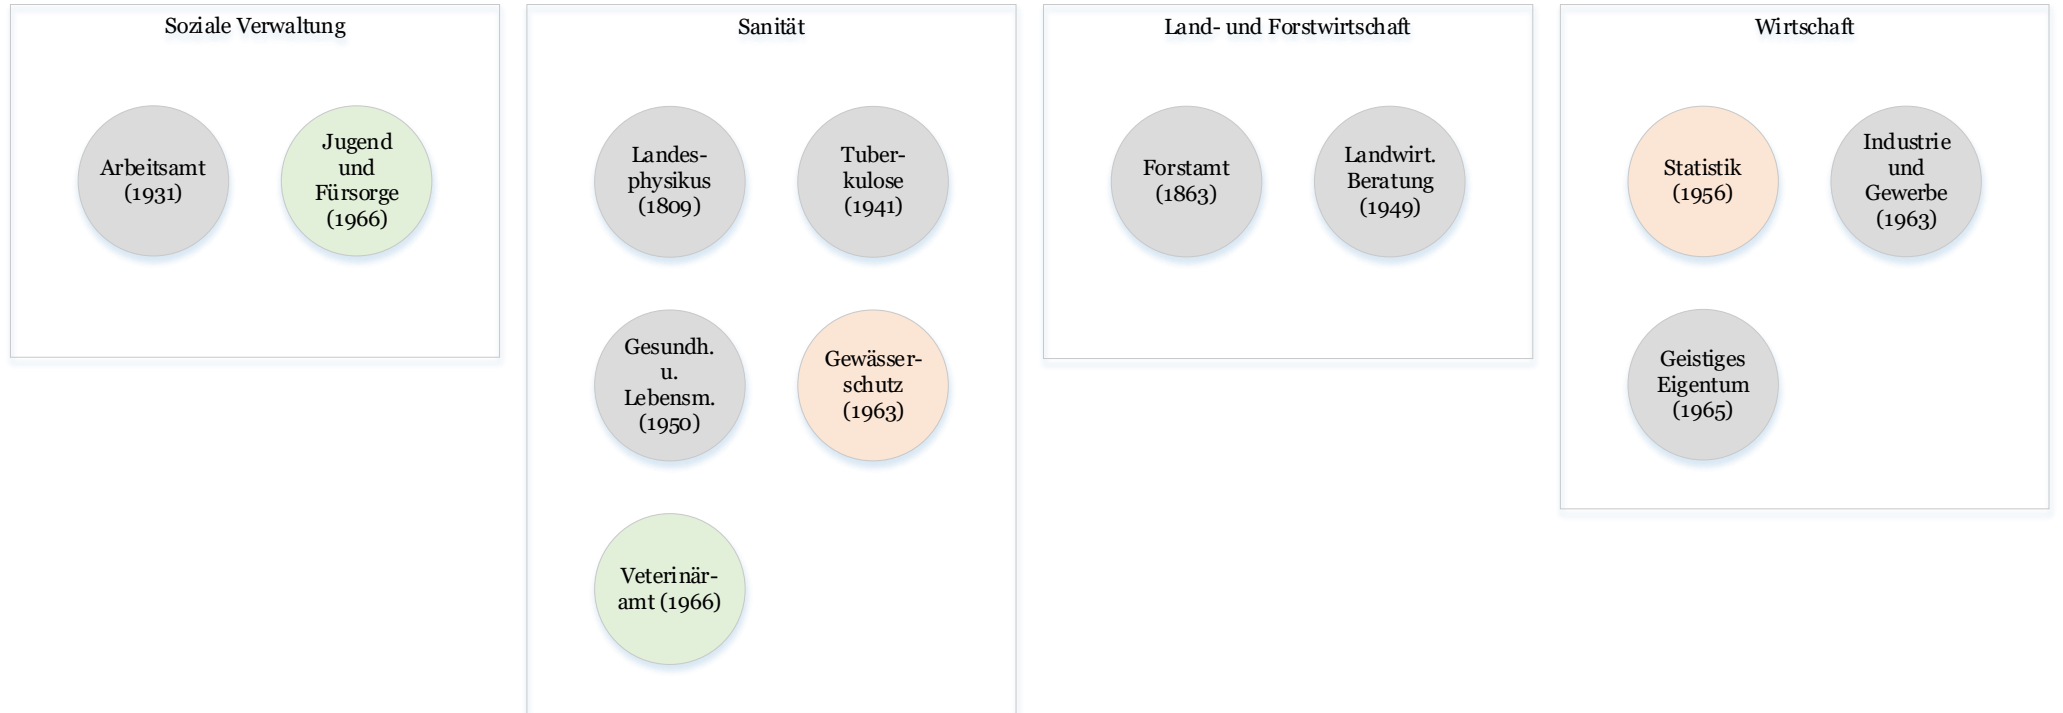 Soziale Verwaltung
Arbeitsamt
(1931)
Jugend
und
Fürsorge
(1966)
Sanität
Landes-
physikus
(1809)
Tuber-
kulose
(1941)
Gesundh.
u.
Lebensm.
(1950)
Gewässer-
schutz
(1963)
Veterinär-
amt (1966)
Land- und Forstwirtschaft
Forstamt
(1863)
Landwirt.
Beratung
(1949)
Wirtschaft
Statistik
(1956)
Industrie
und
Gewerbe
(1963)
Geistiges
Eigentum
(1965)